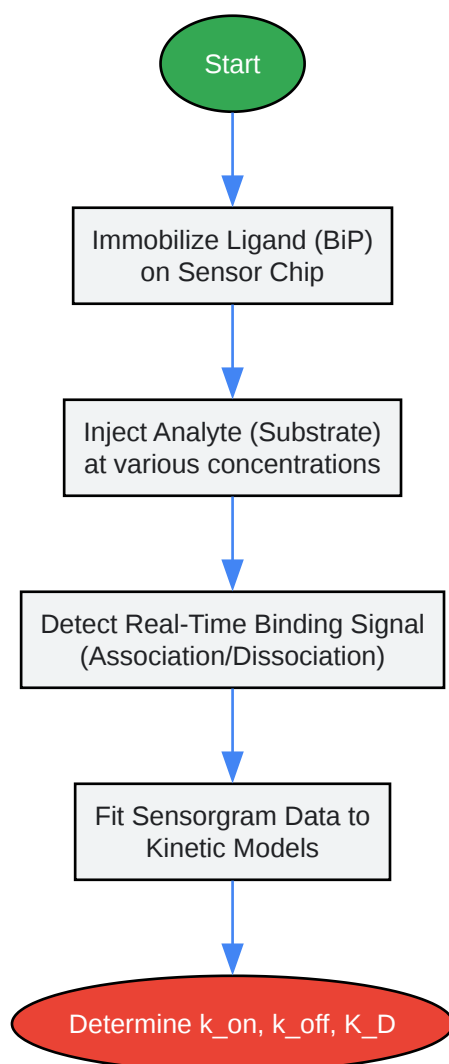 Start
Immobilize Ligand (BiP)
on Sensor Chip
Inject Analyte (Substrate)
at various concentrations
Detect Real-Time Binding Signal
(Association/Dissociation)
Fit Sensorgram Data to
Kinetic Models
Determine k_on, k_off, K_D